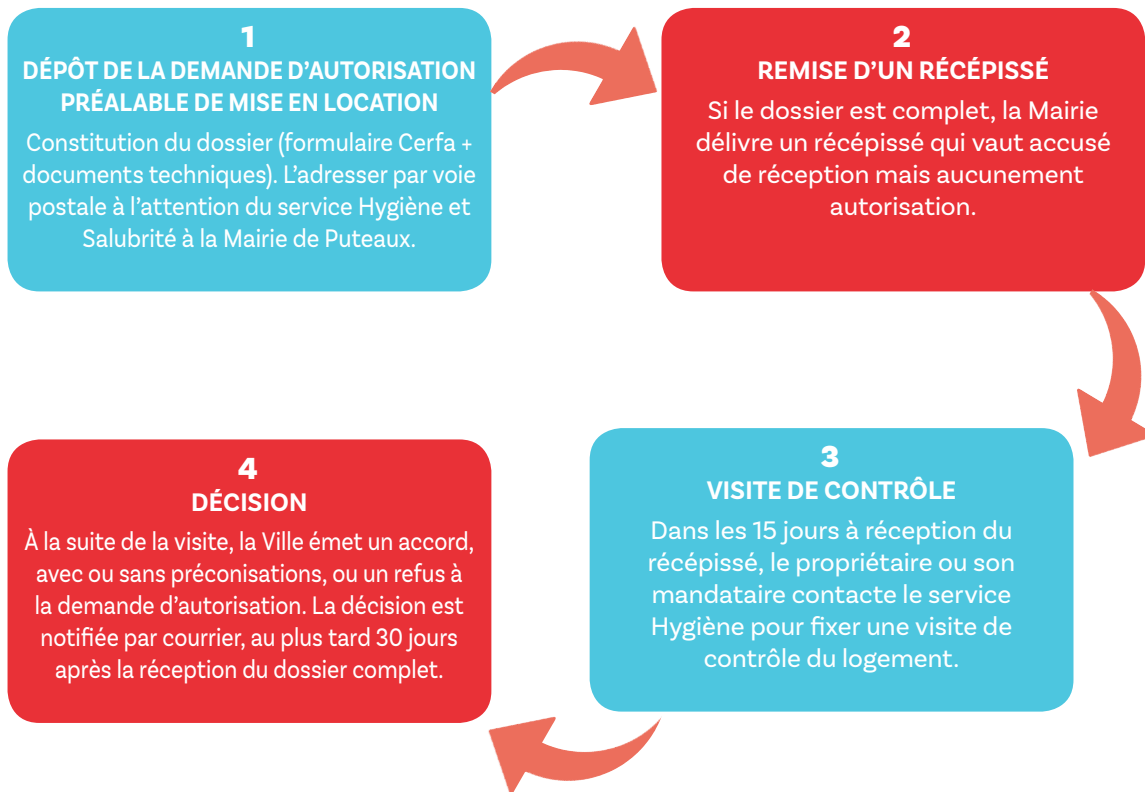 1
DÉPÔT DE LA DEMANDE D’AUTORISATION
PRÉALABLE DE MISE EN LOCATION
Constitution du dossier (formulaire Cerfa +
documents techniques). L’adresser par voie
postale à l’attention du service Hygiène et
Salubrité à la Mairie de Puteaux.
2
REMISE D’UN RÉCÉPISSÉ
Si le dossier est complet, la Mairie
délivre un récépissé qui vaut accusé
de réception mais aucunement
autorisation.
3
VISITE DE CONTRÔLE
Dans les 15 jours à réception du
récépissé, le propriétaire ou son
mandataire contacte le service
Hygiène pour fixer une visite de
contrôle du logement.
4
DÉCISION
À la suite de la visite, la Ville émet un accord,
avec ou sans préconisations, ou un refus à
la demande d’autorisation. La décision est
notifiée par courrier, au plus tard 30 jours
après la réception du dossier complet.